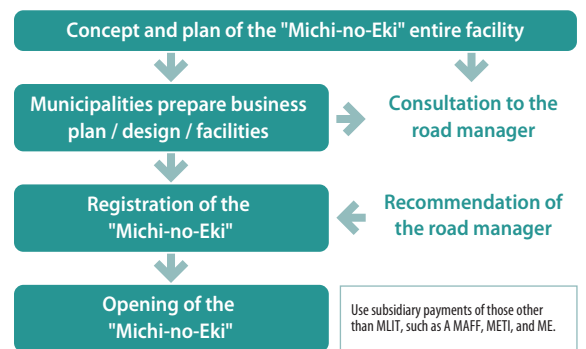 Concept and plan of the "Michi-no-Eki" entire facility
Municipalities prepare business
plan / design / facilities
Consultation to the
road manager
Registration of the
"Michi-no-Eki"
Recommendation of
the road manager
Opening of the
"Michi-no-Eki"
Use subsidiary payments of those other
than MLIT, such as A MAFF, METI, and ME.